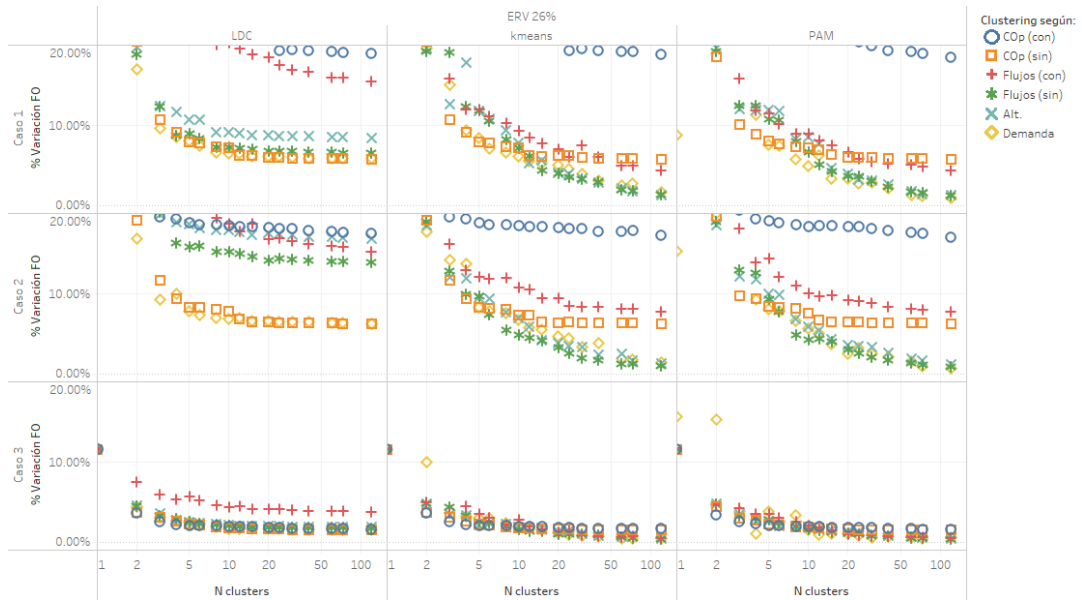 ERV 26%
LDC kmeans PAM
Clustering según:
COp (con)
COp (sin)
Flujos (con)
Flujos (sin)
Alt.
Demanda
Caso 1
% Variación FO
20.00%
10.00%
0.00%
Caso 2
% Variación FO
20.00%
10.00%
0.00%
Caso 3
% Variación FO
20.00%
10.00%
0.00%
1 2 5 10 20 50 100 1 2 5 10 20 50 100 1 2 5 10 20 50 100
N clusters N clusters N clusters